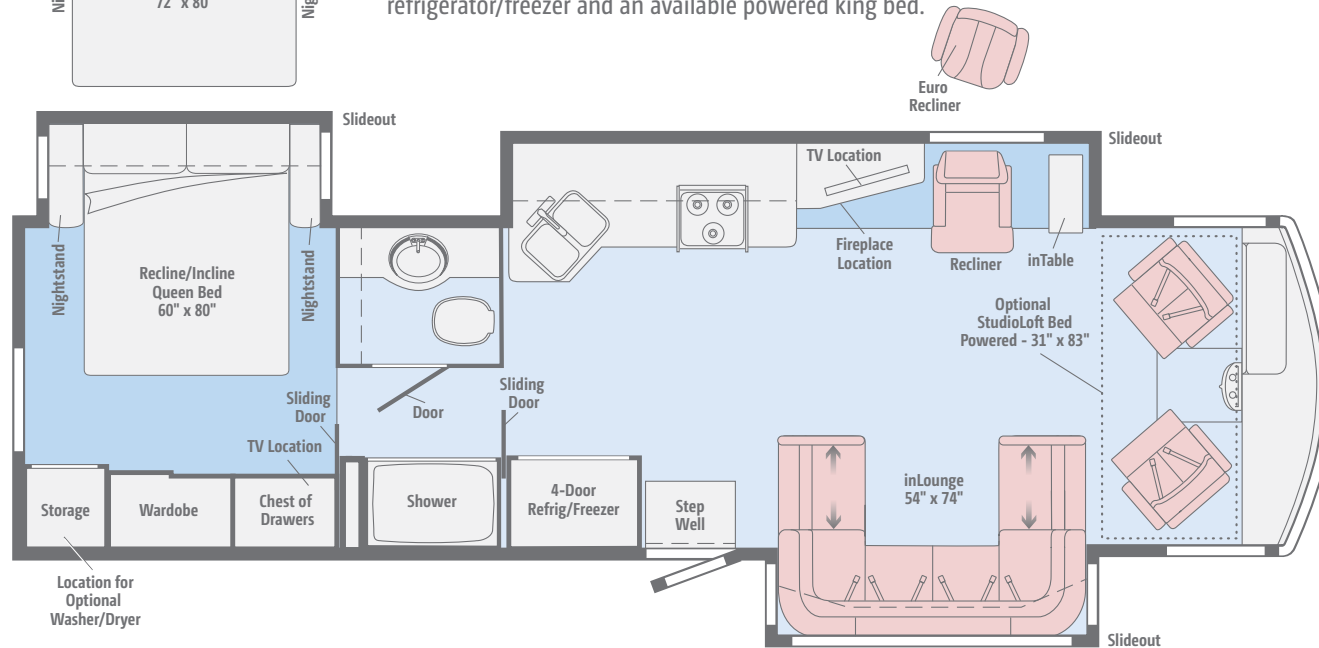 72" x 80"
refrigerator/freezer and an available powered king bed.
Euro
Recliner
Slideout
Slideout
TV Location
Nightstand
Recline/Incline
Queen Bed
60" x 80"
Nightstand
Fireplace
Location
Recliner
inTable
Optional
StudioLoft Bed
Powered - 31" x 83"
Sliding
Door
Door
Sliding
Door
TV Location
Storage
Wardobe
Chest of
Drawers
Shower
4-Door
Refrig/Freezer
Step
Well
inLounge
54" x 74"
Location for
Optional
Washer/Dryer
Slideout